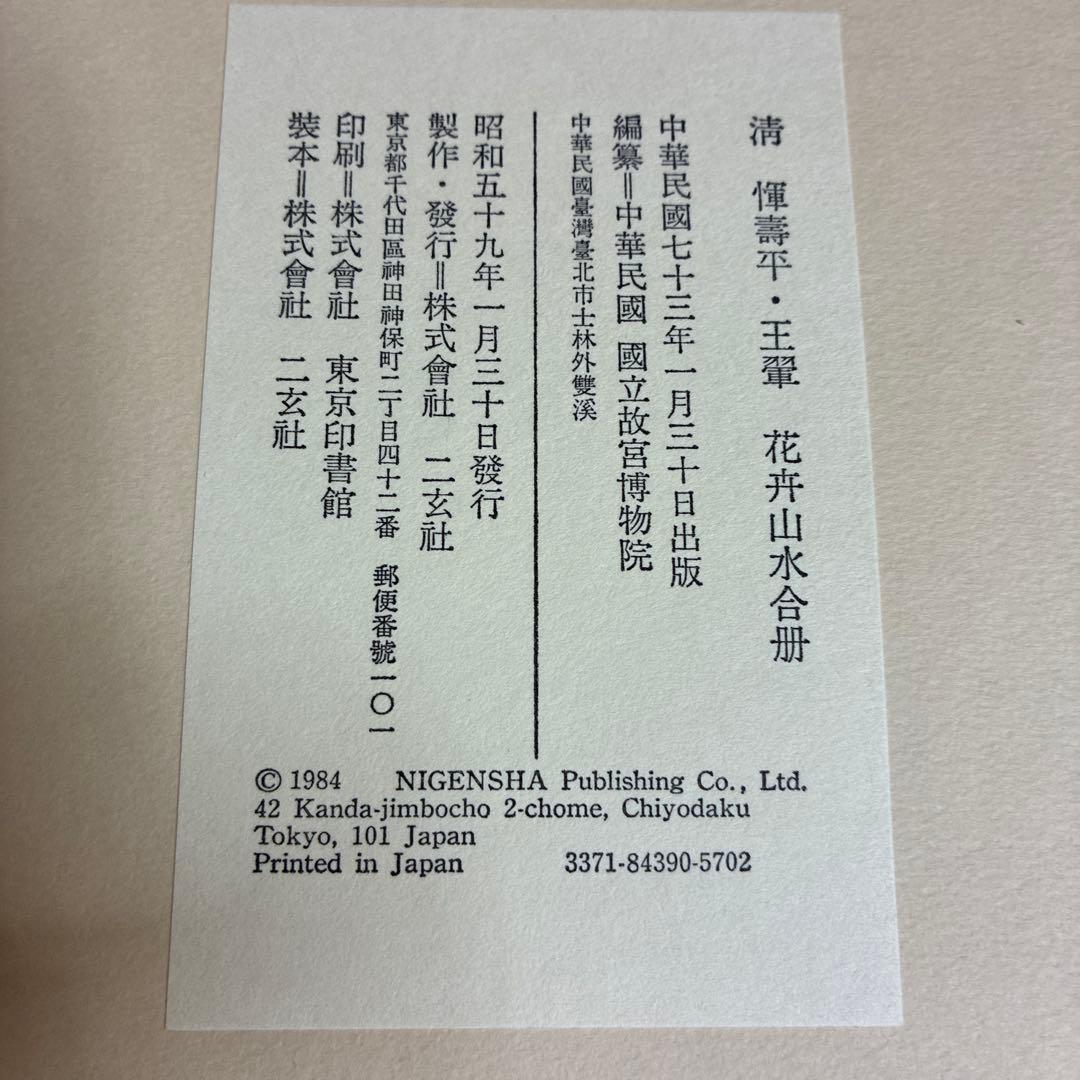 清　惲壽平・王翬　花卉山水合册
中華民國七十三年一月三十日出版
編纂＝中華民國　國立故宮博物院
中華民國臺灣臺北市士林外雙溪
昭和五十九年一月三十日發行
製作・發行＝株式會社　二玄社
東京都千代田區神田神保町二丁目四十二番　郵便番號一〇一
印刷＝株式會社　東京印書館
裝本＝株式會社　二玄社
© 1984　NIGENSHA Publishing Co., Ltd.
42 Kanda-jimbocho 2-chome, Chiyodaku
Tokyo, 101 Japan
Printed in Japan　3371-84390-5702